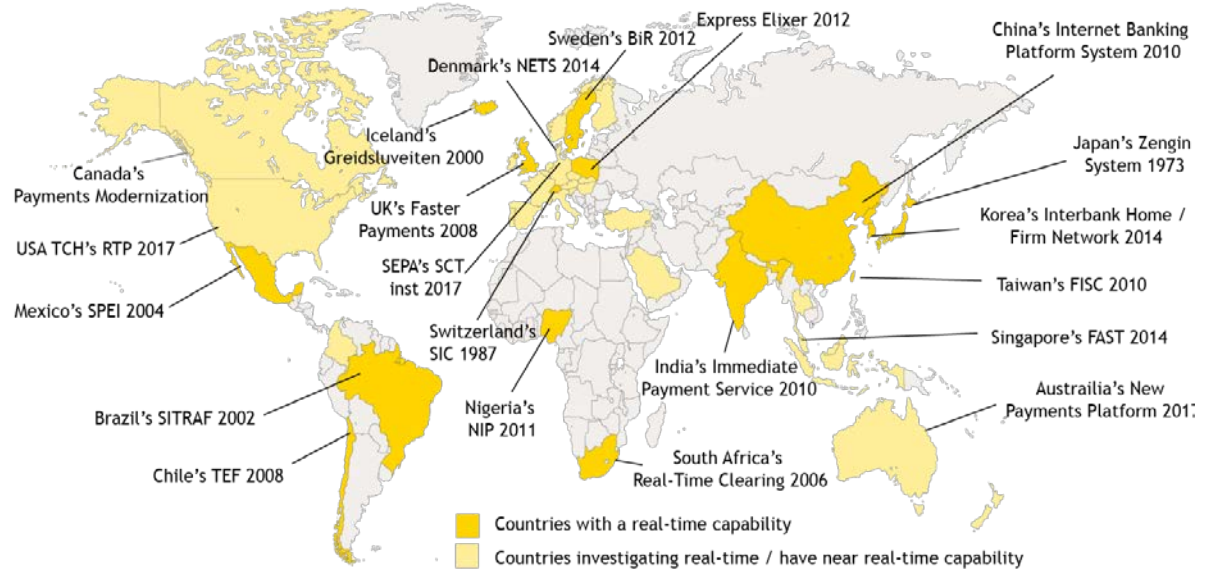 Express Elixer 2012
Sweden's BiR 2012
Denmark's NETS 2014
China's Internet Banking
Platform System 2010
Iceland's
Greidsluveiten 2000
Japan's Zengin
System 1973
Canada's
Payments Modernization
UK's Faster
Payments 2008
Korea's Interbank Home /
Firm Network 2014
USA TCH's RTP 2017
SEPA's SCT
inst 2017
Taiwan's FISC 2010
Mexico's SPEI 2004
Switzerland's
SIC 1987
Singapore's FAST 2014
India's Immediate
Payment Service 2010
Brazil's SITRAF 2002
Nigeria's
NIP 2011
Austrailia's New
Payments Platform 2017
Chile's TEF 2008
South Africa's
Real-Time Clearing 2006
Countries with a real-time capability
Countries investigating real-time / have near real-time capability